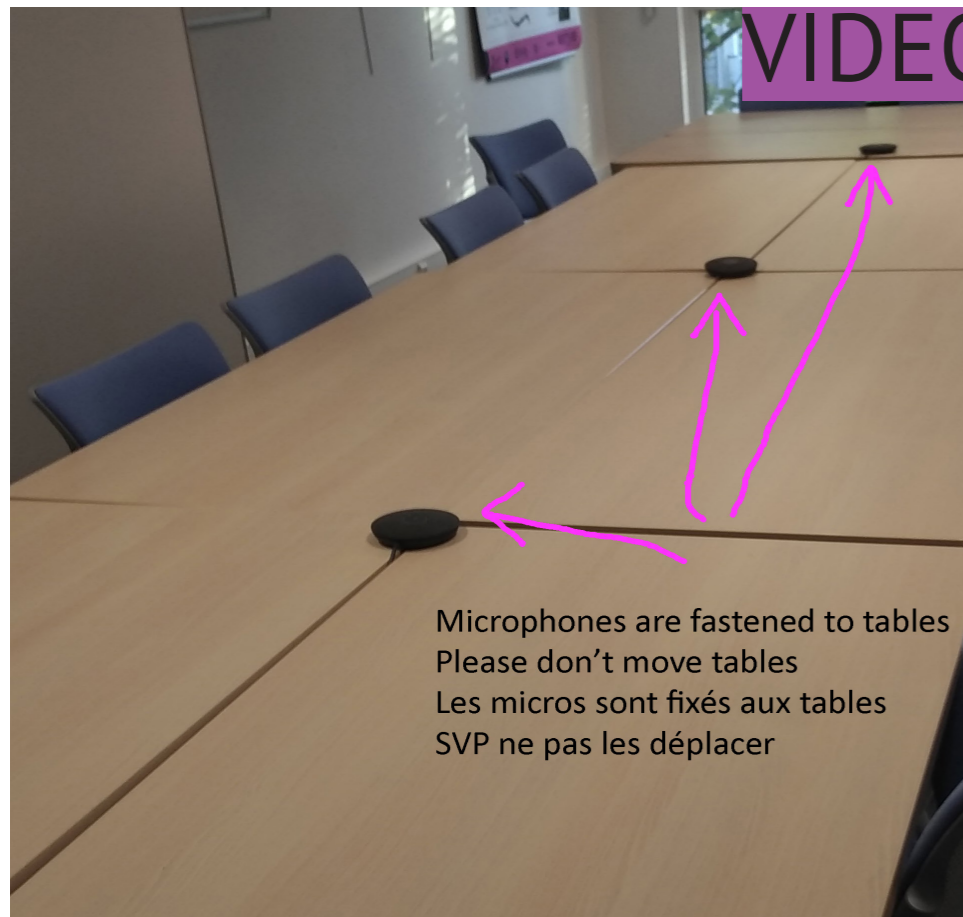 VIDEO
Microphones are fastened to tables
Please don’t move tables
Les micros sont fixés aux tables
SVP ne pas les déplacer